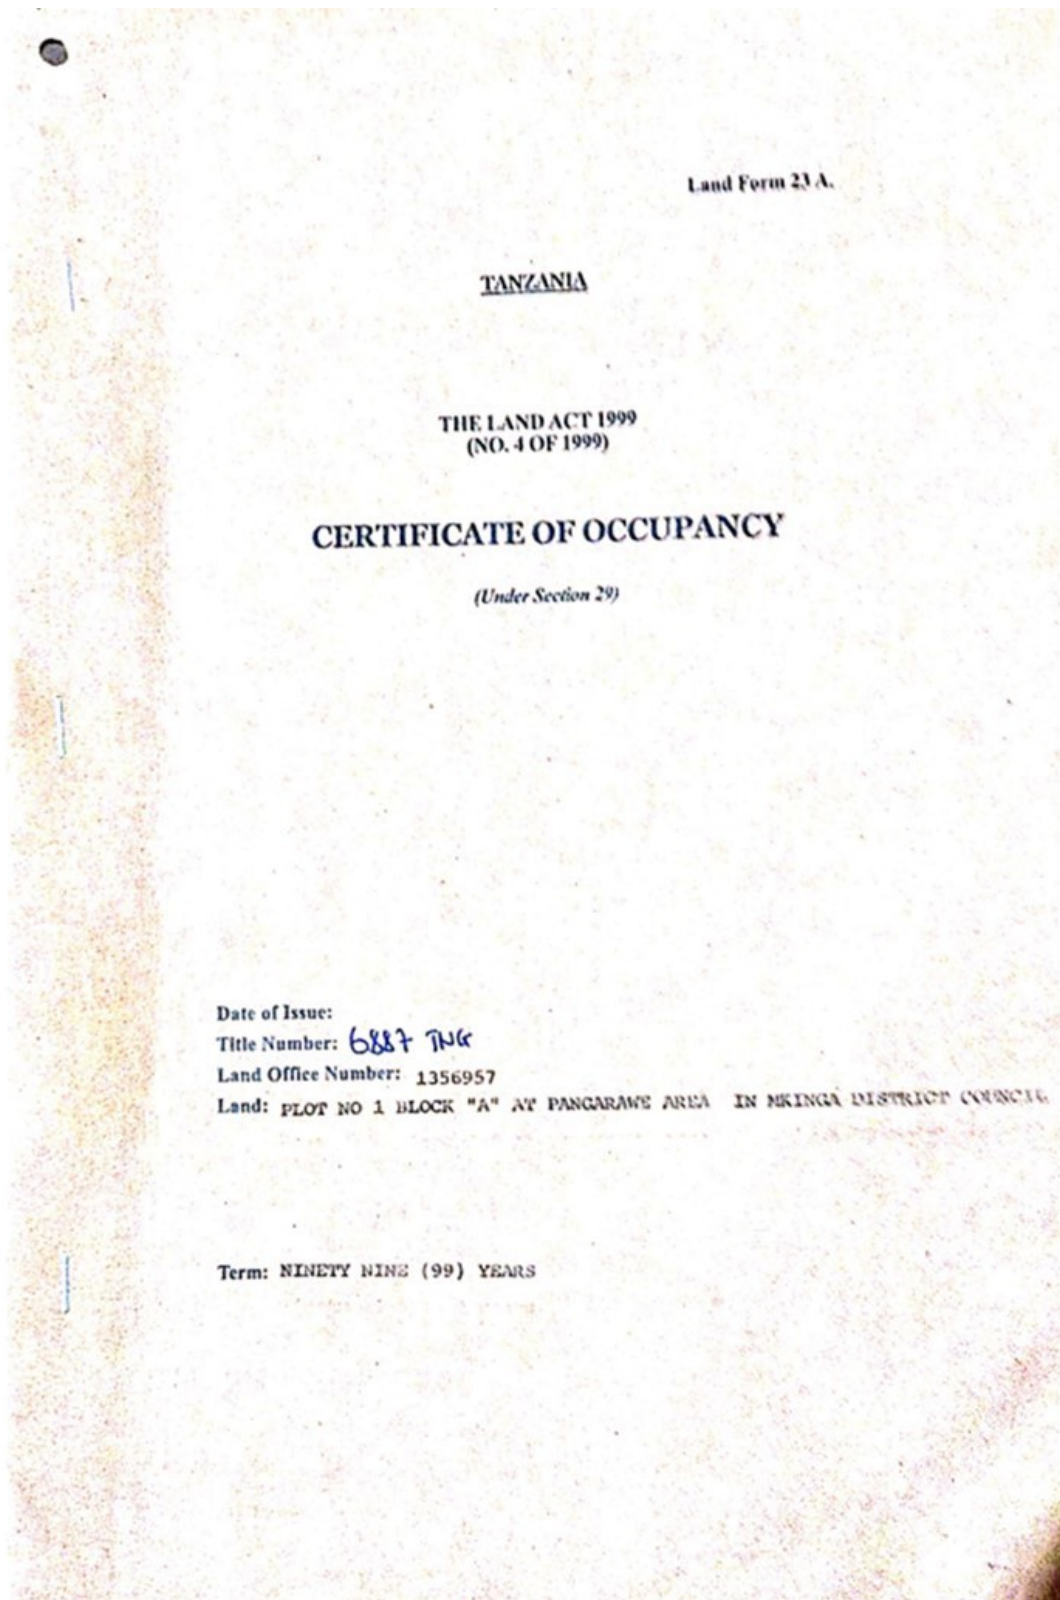 Land Form 23 A.
TANZANIA
THE LAND ACT 1999
(NO. 4 OF 1999)
CERTIFICATE OF OCCUPANCY
(Under Section 29)
Date of Issue:
Title Number: 6887 TNG
Land Office Number: 1356957
Land: PLOT NO 1 BLOCK "A" AT PANGARAWE AREA IN MKINGA DISTRICT COUNCIL
Term: NINETY NINE (99) YEARS